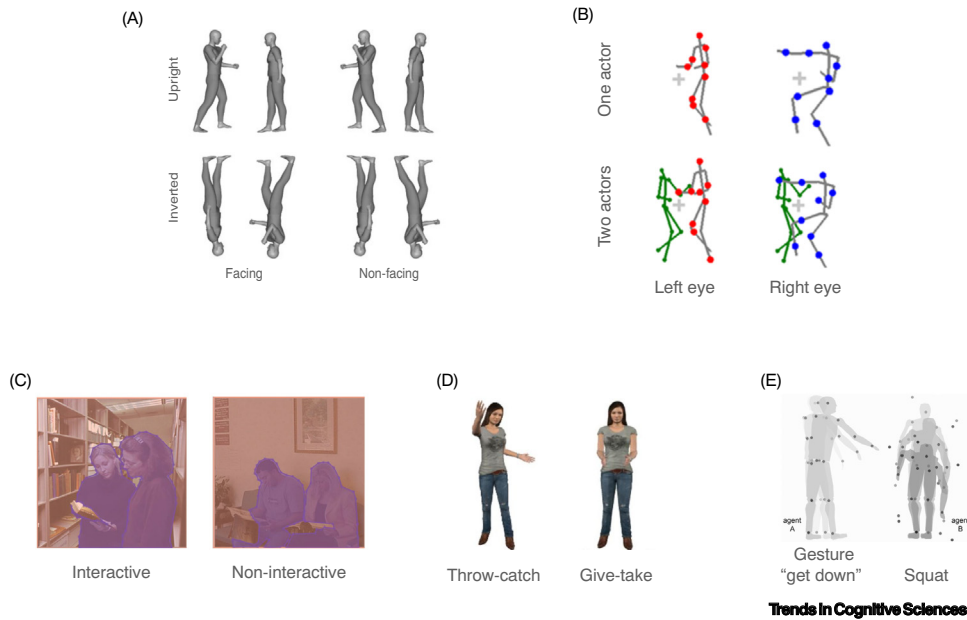 (A)
Upright
Inverted
Facing
Non-facing
(B)
One actor
Two actors
Left eye
Right eye
(C)
Interactive
Non-interactive
(D)
Throw-catch
Give-take
(E)
agent
A
agent
B
Gesture
"get down"
Squat
Trends in Cognitive Sciences